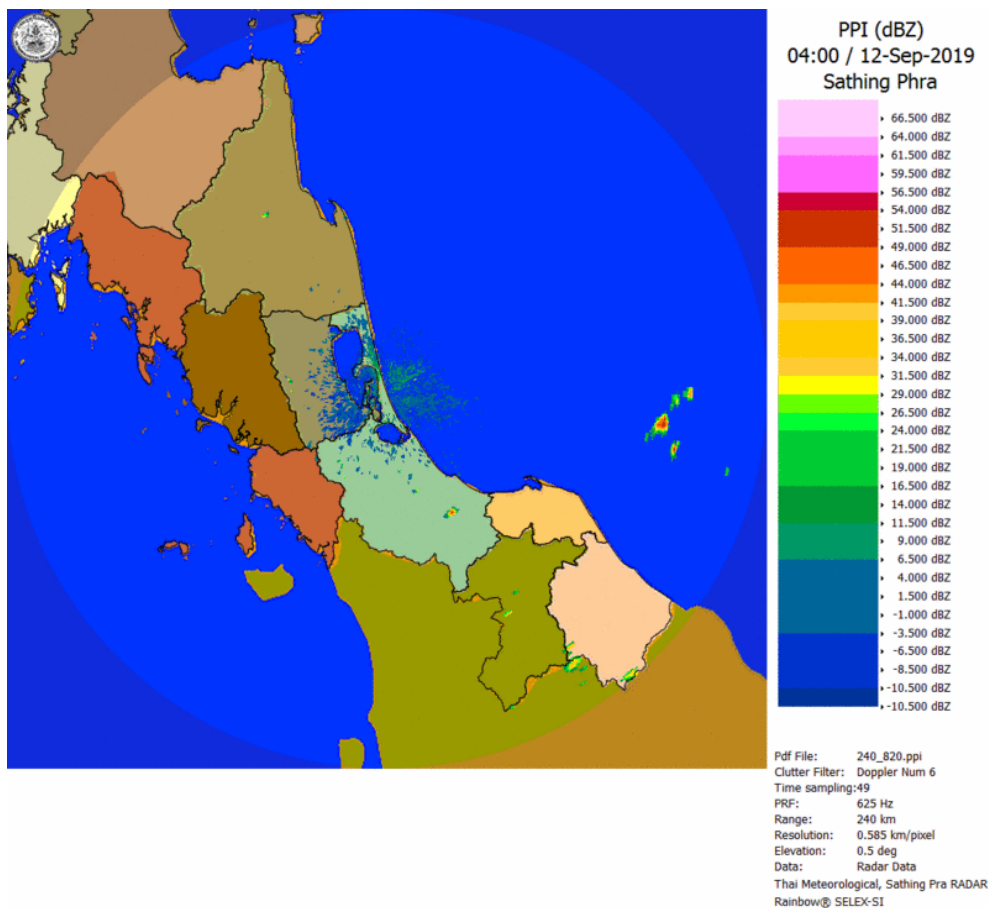 PPI (dBZ)
04:00 / 12-Sep-2019
Sathing Phra
66.500 dBZ
64.000 dBZ
61.500 dBZ
59.500 dBZ
56.500 dBZ
54.000 dBZ
51.500 dBZ
49.000 dBZ
46.500 dBZ
44.000 dBZ
41.500 dBZ
39.000 dBZ
36.500 dBZ
34.000 dBZ
31.500 dBZ
29.000 dBZ
26.500 dBZ
24.000 dBZ
21.500 dBZ
19.000 dBZ
16.500 dBZ
14.000 dBZ
11.500 dBZ
9.000 dBZ
6.500 dBZ
4.000 dBZ
1.500 dBZ
-1.000 dBZ
-3.500 dBZ
-6.500 dBZ
-8.500 dBZ
-10.500 dBZ
-10.500 dBZ
Pdf File: 240_820.ppi
Clutter Filter: Doppler Num 6
Time sampling:49
PRF: 625 Hz
Range: 240 km
Resolution: 0.585 km/pixel
Elevation: 0.5 deg
Data: Radar Data
Thai Meteorological, Sathing Pra RADAR
Rainbow® SELEX-SI